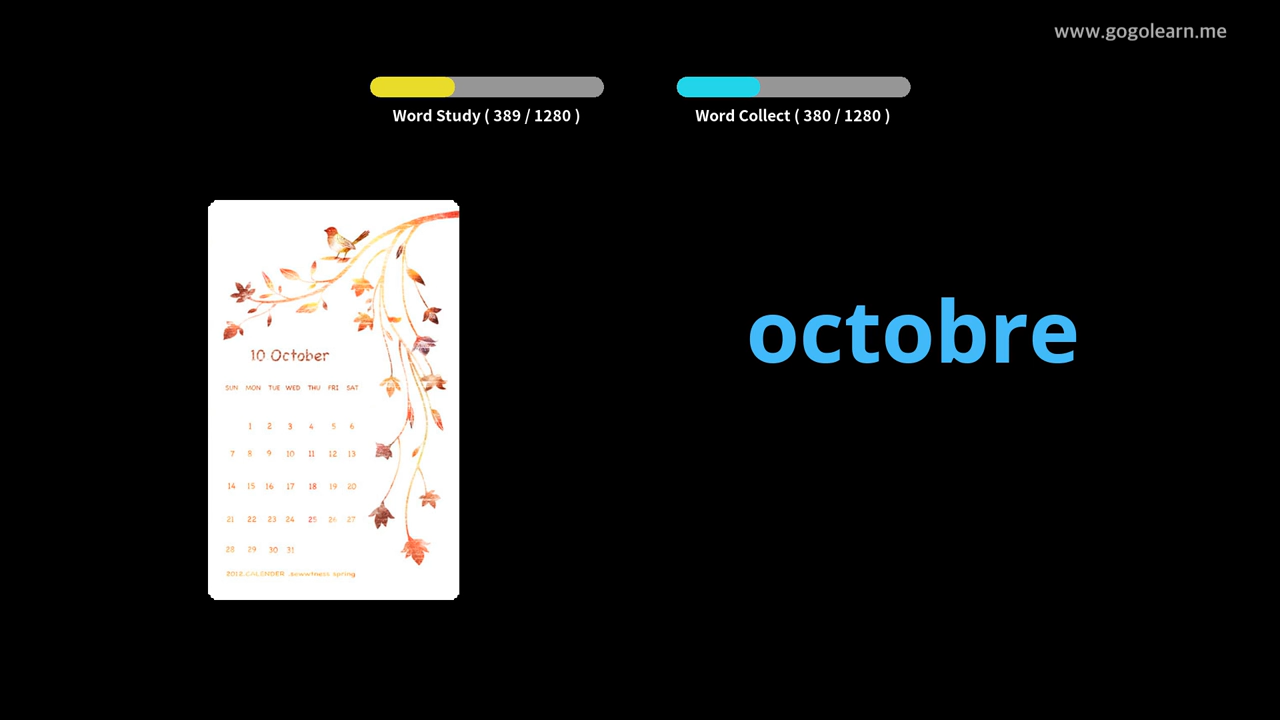 www.gogolearn.me
Word Study ( 389 / 1280 )
Word Collect ( 380 / 1280 )
10 October
SUN MON TUE WED THU FRI SAT
1 2 3 4 5 6
7 8 9 10 11 12 13
14 15 16 17 18 19 20
21 22 23 24 25 26 27
28 29 30 31
CALENDER
spring
octobre